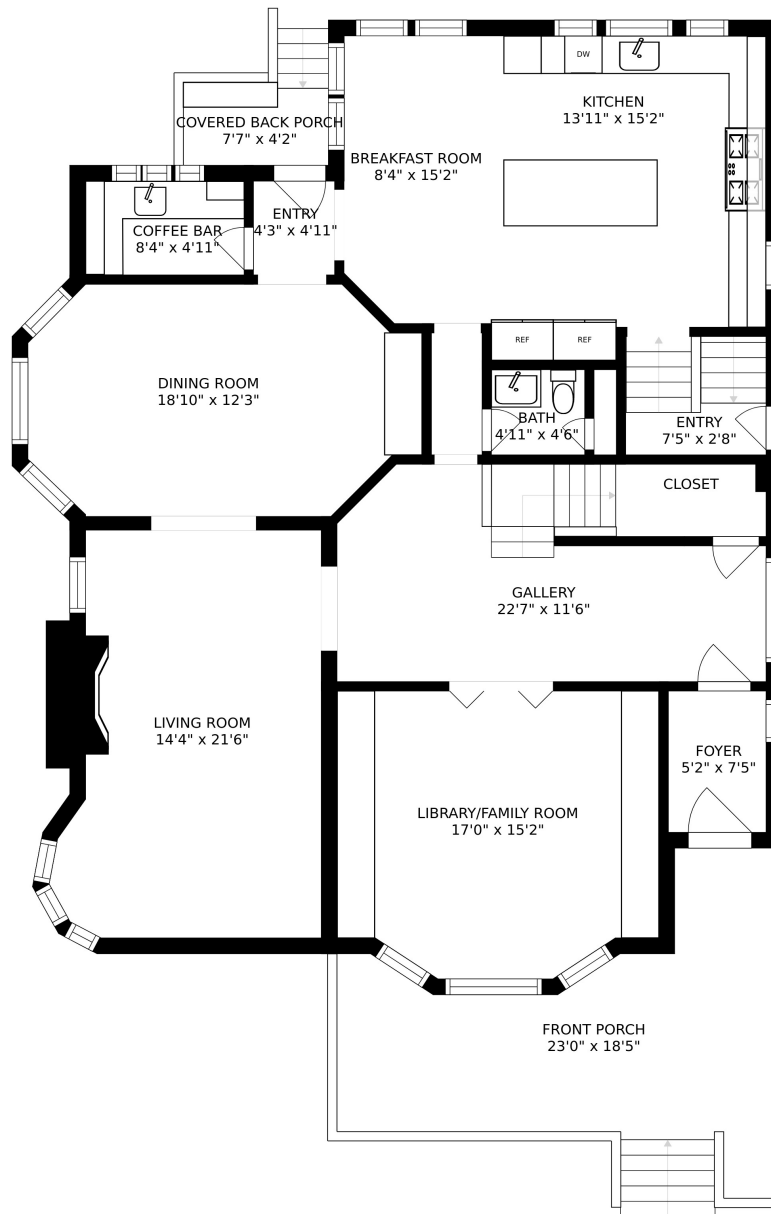 DW
KITCHEN
13'11" x 15'2"
COVERED BACK PORCH
7'7" x 4'2"
BREAKFAST ROOM
8'4" x 15'2"
ENTRY
4'3" x 4'11"
COFFEE BAR
8'4" x 4'11"
REF
REF
DINING ROOM
18'10" x 12'3"
BATH
4'11" x 4'6"
ENTRY
7'5" x 2'8"
CLOSET
GALLERY
22'7" x 11'6"
LIVING ROOM
14'4" x 21'6"
FOYER
5'2" x 7'5"
LIBRARY/FAMILY ROOM
17'0" x 15'2"
FRONT PORCH
23'0" x 18'5"